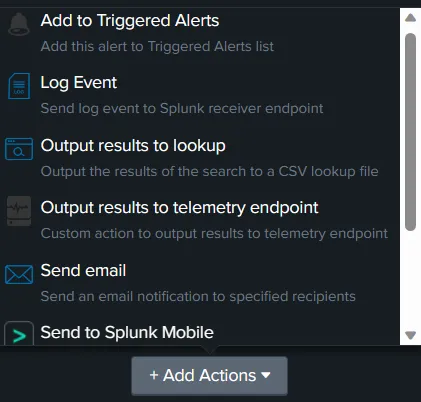 Add to Triggered Alerts
Add this alert to Triggered Alerts list
LOG
Log Event
Send log event to Splunk receiver endpoint
Output results to lookup
Output the results of the search to a CSV lookup file
Output results to telemetry endpoint
Custom action to output results to telemetry endpoint
Send email
Send an email notification to specified recipients
Send to Splunk Mobile
+ Add Actions